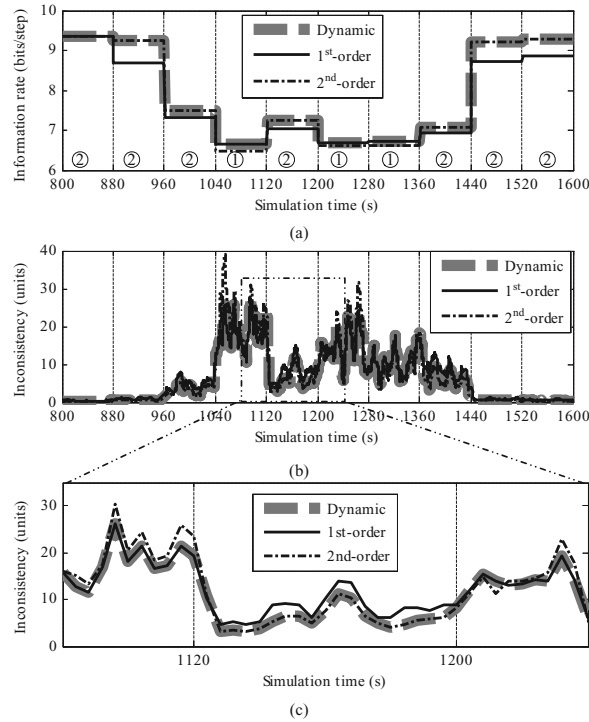 10
9
8
7
6
Information rate (bits/step)
Dynamic
1st-order
2nd-order
② ② ② ① ② ① ① ② ② ②
800 880 960 1040 1120 1200 1280 1360 1440 1520 1600
Simulation time (s)
(a)
40
30
20
10
0
Inconsistency (units)
Dynamic
1st-order
2nd-order
800 880 960 1040 1120 1200 1280 1360 1440 1520 1600
Simulation time (s)
(b)
30
20
10
0
Inconsistency (units)
Dynamic
1st-order
2nd-order
1120 1200
Simulation time (s)
(c)